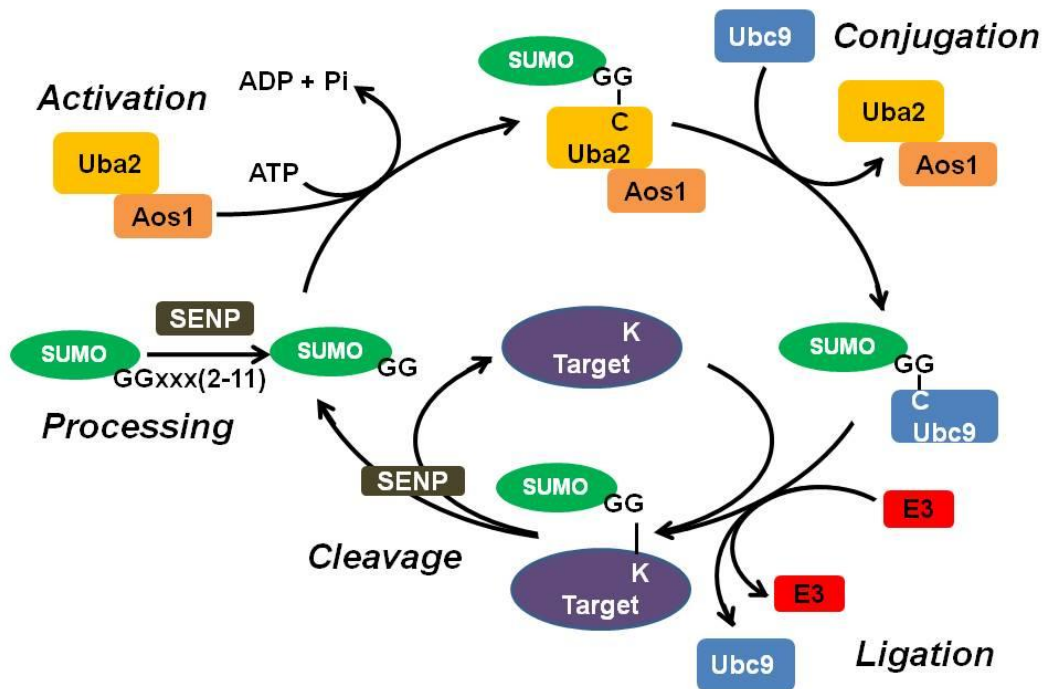 Activation
Uba2
Aos1
ADP + Pi
ATP
SUMO
GG
C
Uba2
Aos1
Ubc9
Conjugation
Uba2
Aos1
SUMO
GGxxx(2-11)
SENP
Processing
SUMO
GG
K
Target
SUMO
GG
C
Ubc9
SENP
Cleavage
SUMO
GG
K
Target
E3
E3
Ubc9
Ligation